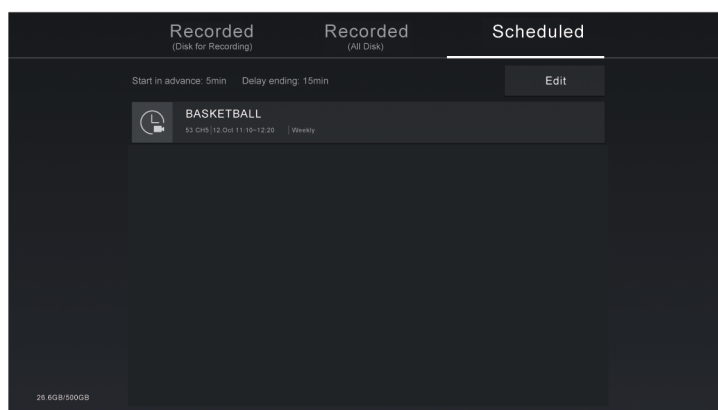 Recorded
(Disk for Recording)
Recorded
(All Disk)
Scheduled
Start in advance: 5min Delay ending: 15min
Edit
BASKETBALL
53 CH5|12.Oct 11:10~12:20 |Weekly
26.6GB/500GB